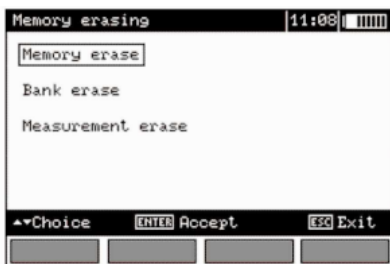 Memory erasing 11:08
Memory erase
Bank erase
Measurement erase
▲▼Choice ENTER Accept ESC Exit